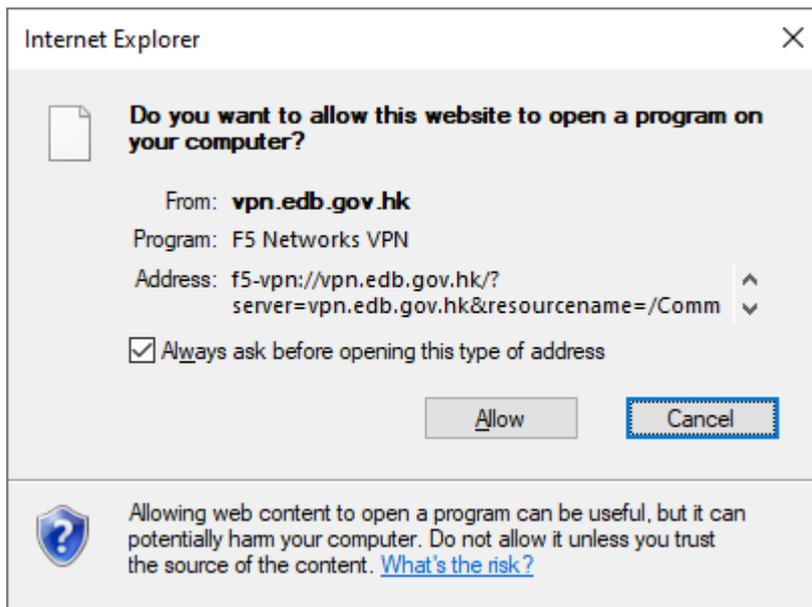 Internet Explorer
Do you want to allow this website to open a program on
your computer?
From: vpn.edb.gov.hk
Program: F5 Networks VPN
Address: f5-vpn://vpn.edb.gov.hk/?
server=vpn.edb.gov.hk&resourcename=/Comm
Always ask before opening this type of address
Allow
Cancel
Allowing web content to open a program can be useful, but it can
potentially harm your computer. Do not allow it unless you trust
the source of the content. What's the risk?